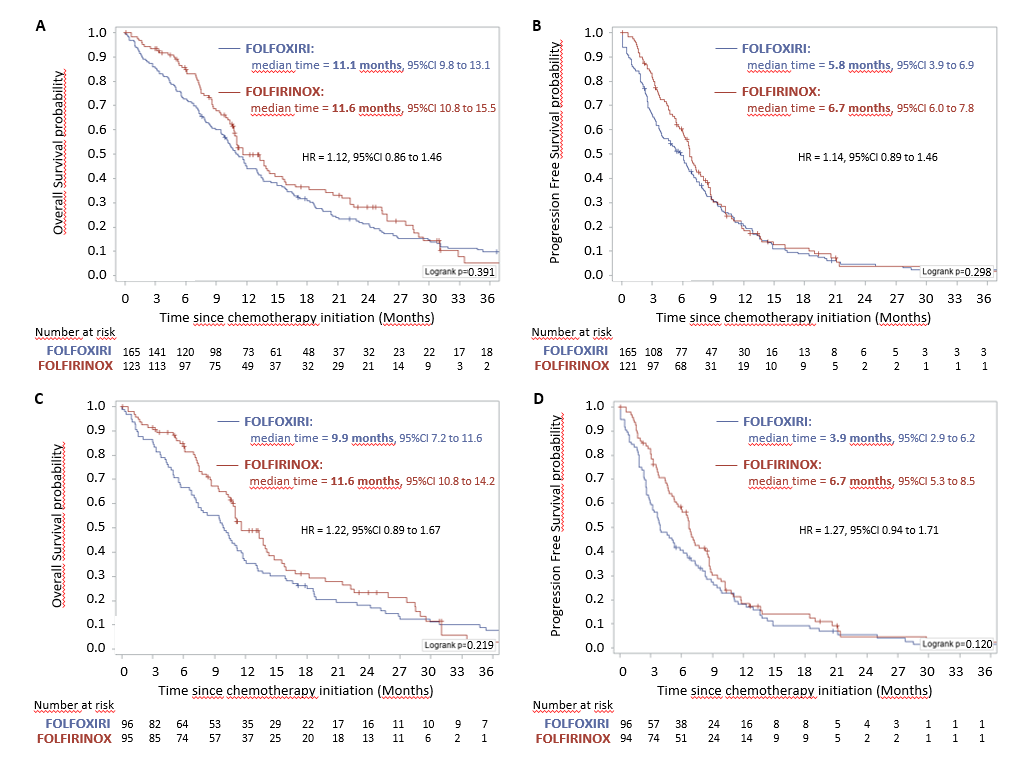 A
Overall Survival probability
1.0
0.9
0.8
0.7
0.6
0.5
0.4
0.3
0.2
0.1
0.0
FOLFOXIRI:
median time = 11.1 months, 95%CI 9.8 to 13.1
FOLFIRINOX:
median time = 11.6 months, 95%CI 10.8 to 15.5
HR = 1.12, 95%CI 0.86 to 1.46
Logrank p=0.391
0 3 6 9 12 15 18 21 24 27 30 33 36
Time since chemotherapy initiation (Months)
Number at risk
FOLFOXIRI 165 141 120 98 73 61 48 37 32 23 22 17 18
FOLFIRINOX 123 113 97 75 49 37 32 29 21 14 9 3 2
B
Progression Free Survival probability
1.0
0.9
0.8
0.7
0.6
0.5
0.4
0.3
0.2
0.1
0.0
FOLFOXIRI:
median time = 5.8 months, 95%CI 3.9 to 6.9
FOLFIRINOX:
median time = 6.7 months, 95%CI 6.0 to 7.8
HR = 1.14, 95%CI 0.89 to 1.46
Logrank p=0.298
0 3 6 9 12 15 18 21 24 27 30 33 36
Time since chemotherapy initiation (Months)
Number at risk
FOLFOXIRI 165 108 77 47 30 16 13 8 6 5 3 3 3
FOLFIRINOX 121 97 68 31 19 10 9 5 2 2 1 1 1
C
Overall Survival probability
1.0
0.9
0.8
0.7
0.6
0.5
0.4
0.3
0.2
0.1
0.0
FOLFOXIRI:
median time = 9.9 months, 95%CI 7.2 to 11.6
FOLFIRINOX:
median time = 11.6 months, 95%CI 10.8 to 14.2
HR = 1.22, 95%CI 0.89 to 1.67
Logrank p=0.219
0 3 6 9 12 15 18 21 24 27 30 33 36
Time since chemotherapy initiation (Months)
Number at risk
FOLFOXIRI 96 82 64 53 35 29 22 17 16 11 10 9 7
FOLFIRINOX 95 85 74 57 37 25 20 18 13 11 6 2 1
D
Progression Free Survival probability
1.0
0.9
0.8
0.7
0.6
0.5
0.4
0.3
0.2
0.1
0.0
FOLFOXIRI:
median time = 3.9 months, 95%CI 2.9 to 6.2
FOLFIRINOX:
median time = 6.7 months, 95%CI 5.3 to 8.5
HR = 1.27, 95%CI 0.94 to 1.71
Logrank p=0.120
0 3 6 9 12 15 18 21 24 27 30 33 36
Time since chemotherapy initiation (Months)
Number at risk
FOLFOXIRI 96 57 38 24 16 8 8 5 4 3 1 1 1
FOLFIRINOX 94 74 51 24 14 9 9 5 2 2 1 1 1